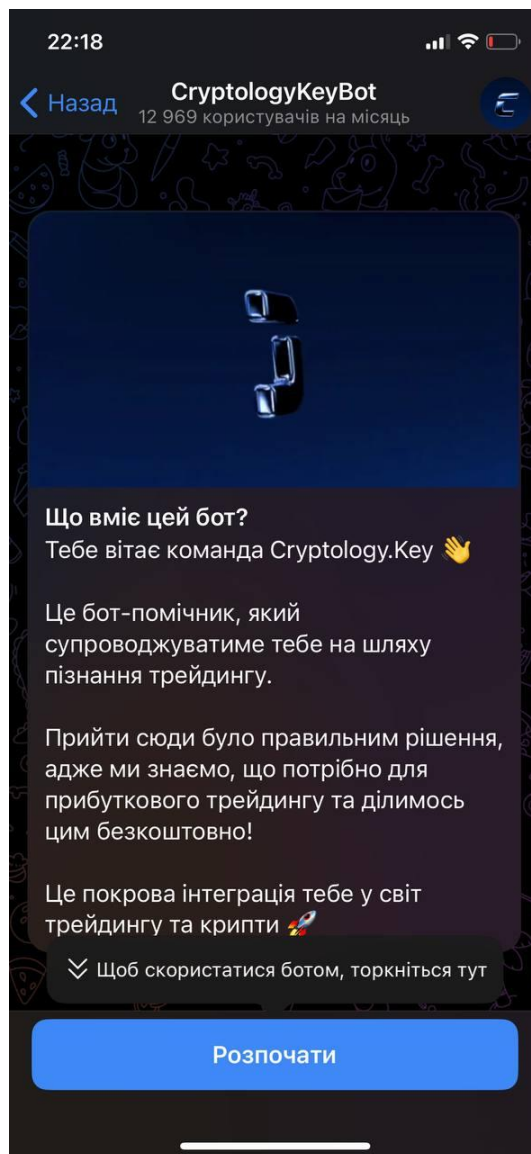 22:18
Назад
CryptologyKeyBot
12 969 користувачів на місяць
Що вміє цей бот?
Тебе вітає команда Cryptology.Key 👋
Це бот-помічник, який
супроводжуватиме тебе на шляху
пізнання трейдингу.
Прийти сюди було правильним рішення,
адже ми знаємо, що потрібно для
прибуткового трейдингу та ділимось
цим безкоштовно!
Це покрова інтеграція тебе у світ
трейдингу та крипти 🚀
Щоб скористатися ботом, торкніться тут
Розпочати